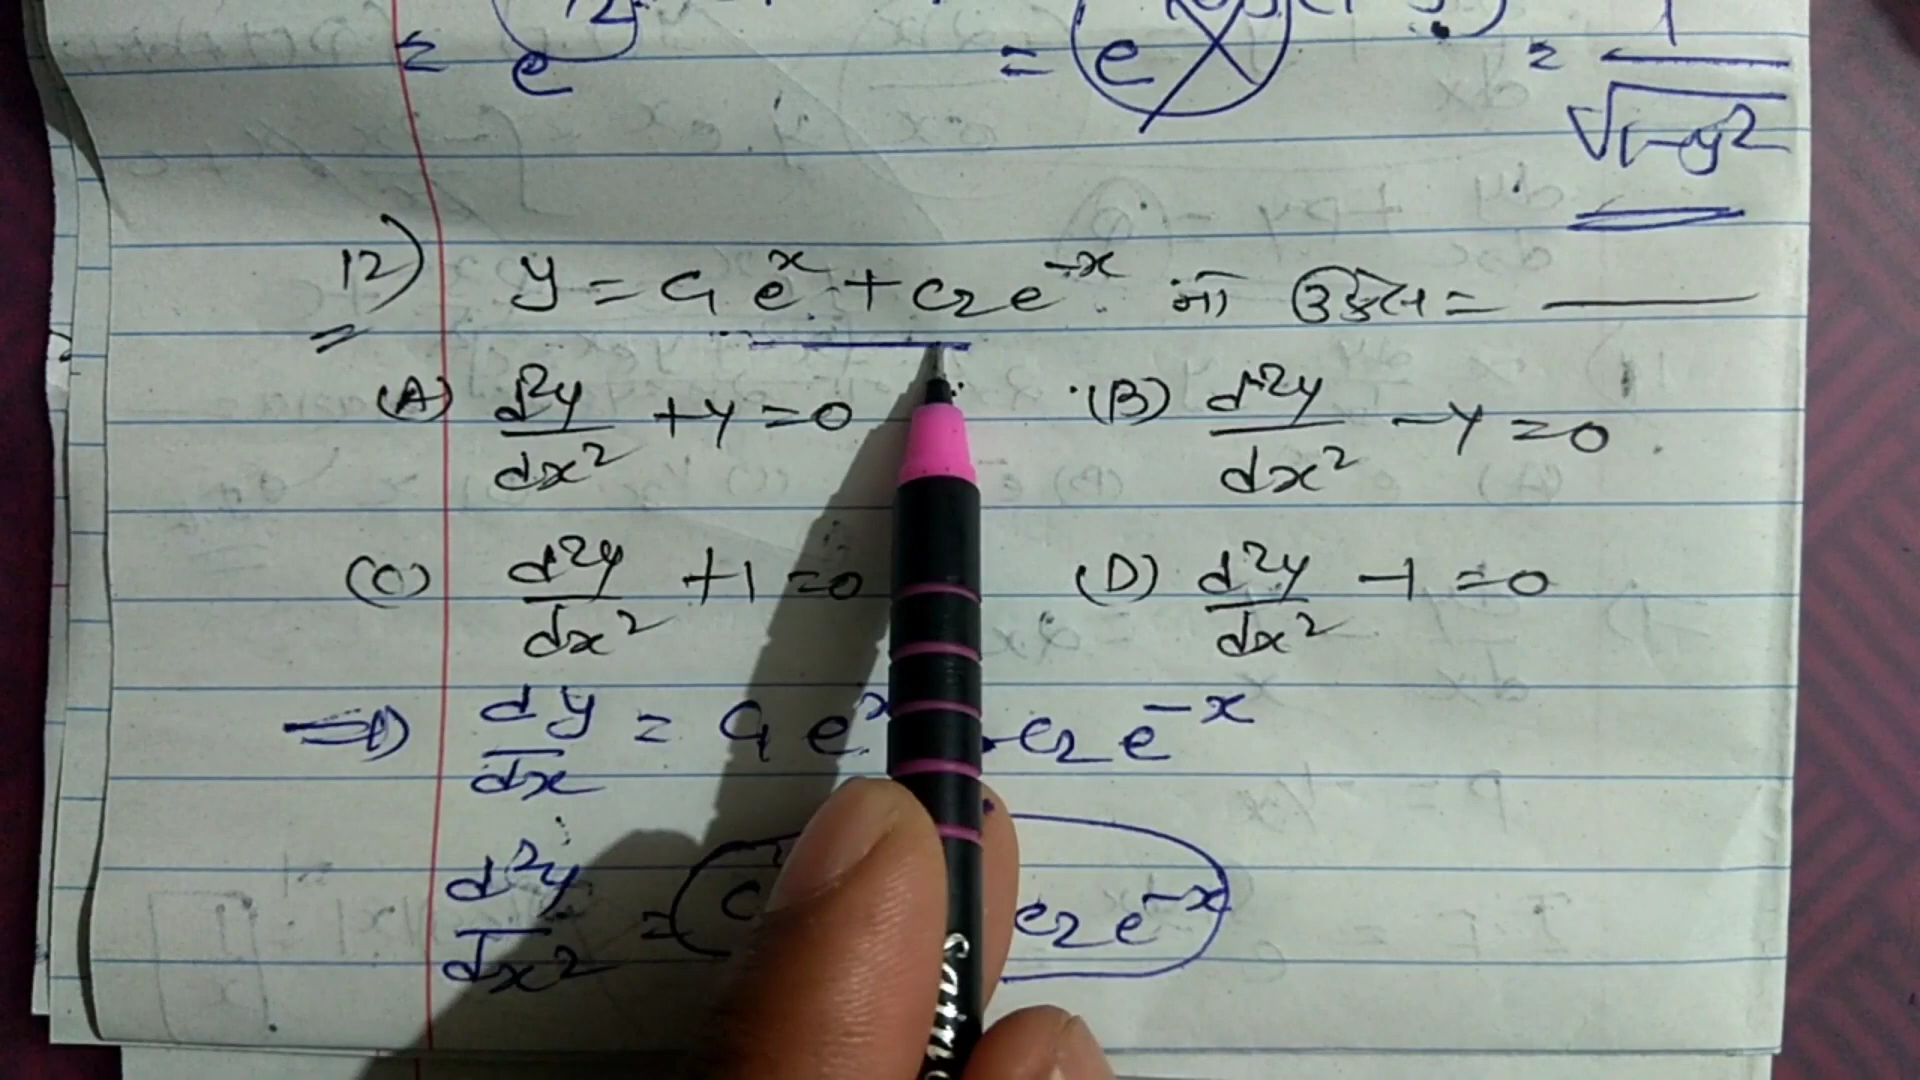 = e = e = 1/√1-y²
12) y = c₁eˣ + c₂e⁻ˣ નો ઉકેલ = ____
(A) d²y/dx² + y = 0 (B) d²y/dx² - y = 0
(C) d²y/dx² + 1 = 0 (D) d²y/dx² - 1 = 0
⇒ dy/dx = c₁eˣ - c₂e⁻ˣ
d²y/dx² = c c₂e⁻ˣ